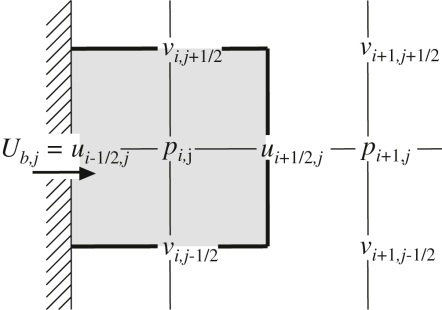 v_{i,j+1/2} v_{i+1,j+1/2}
U_{b,j} = u_{i-1/2,j} p_{i,j} u_{i+1/2,j} p_{i+1,j}
v_{i,j-1/2} v_{i+1,j-1/2}